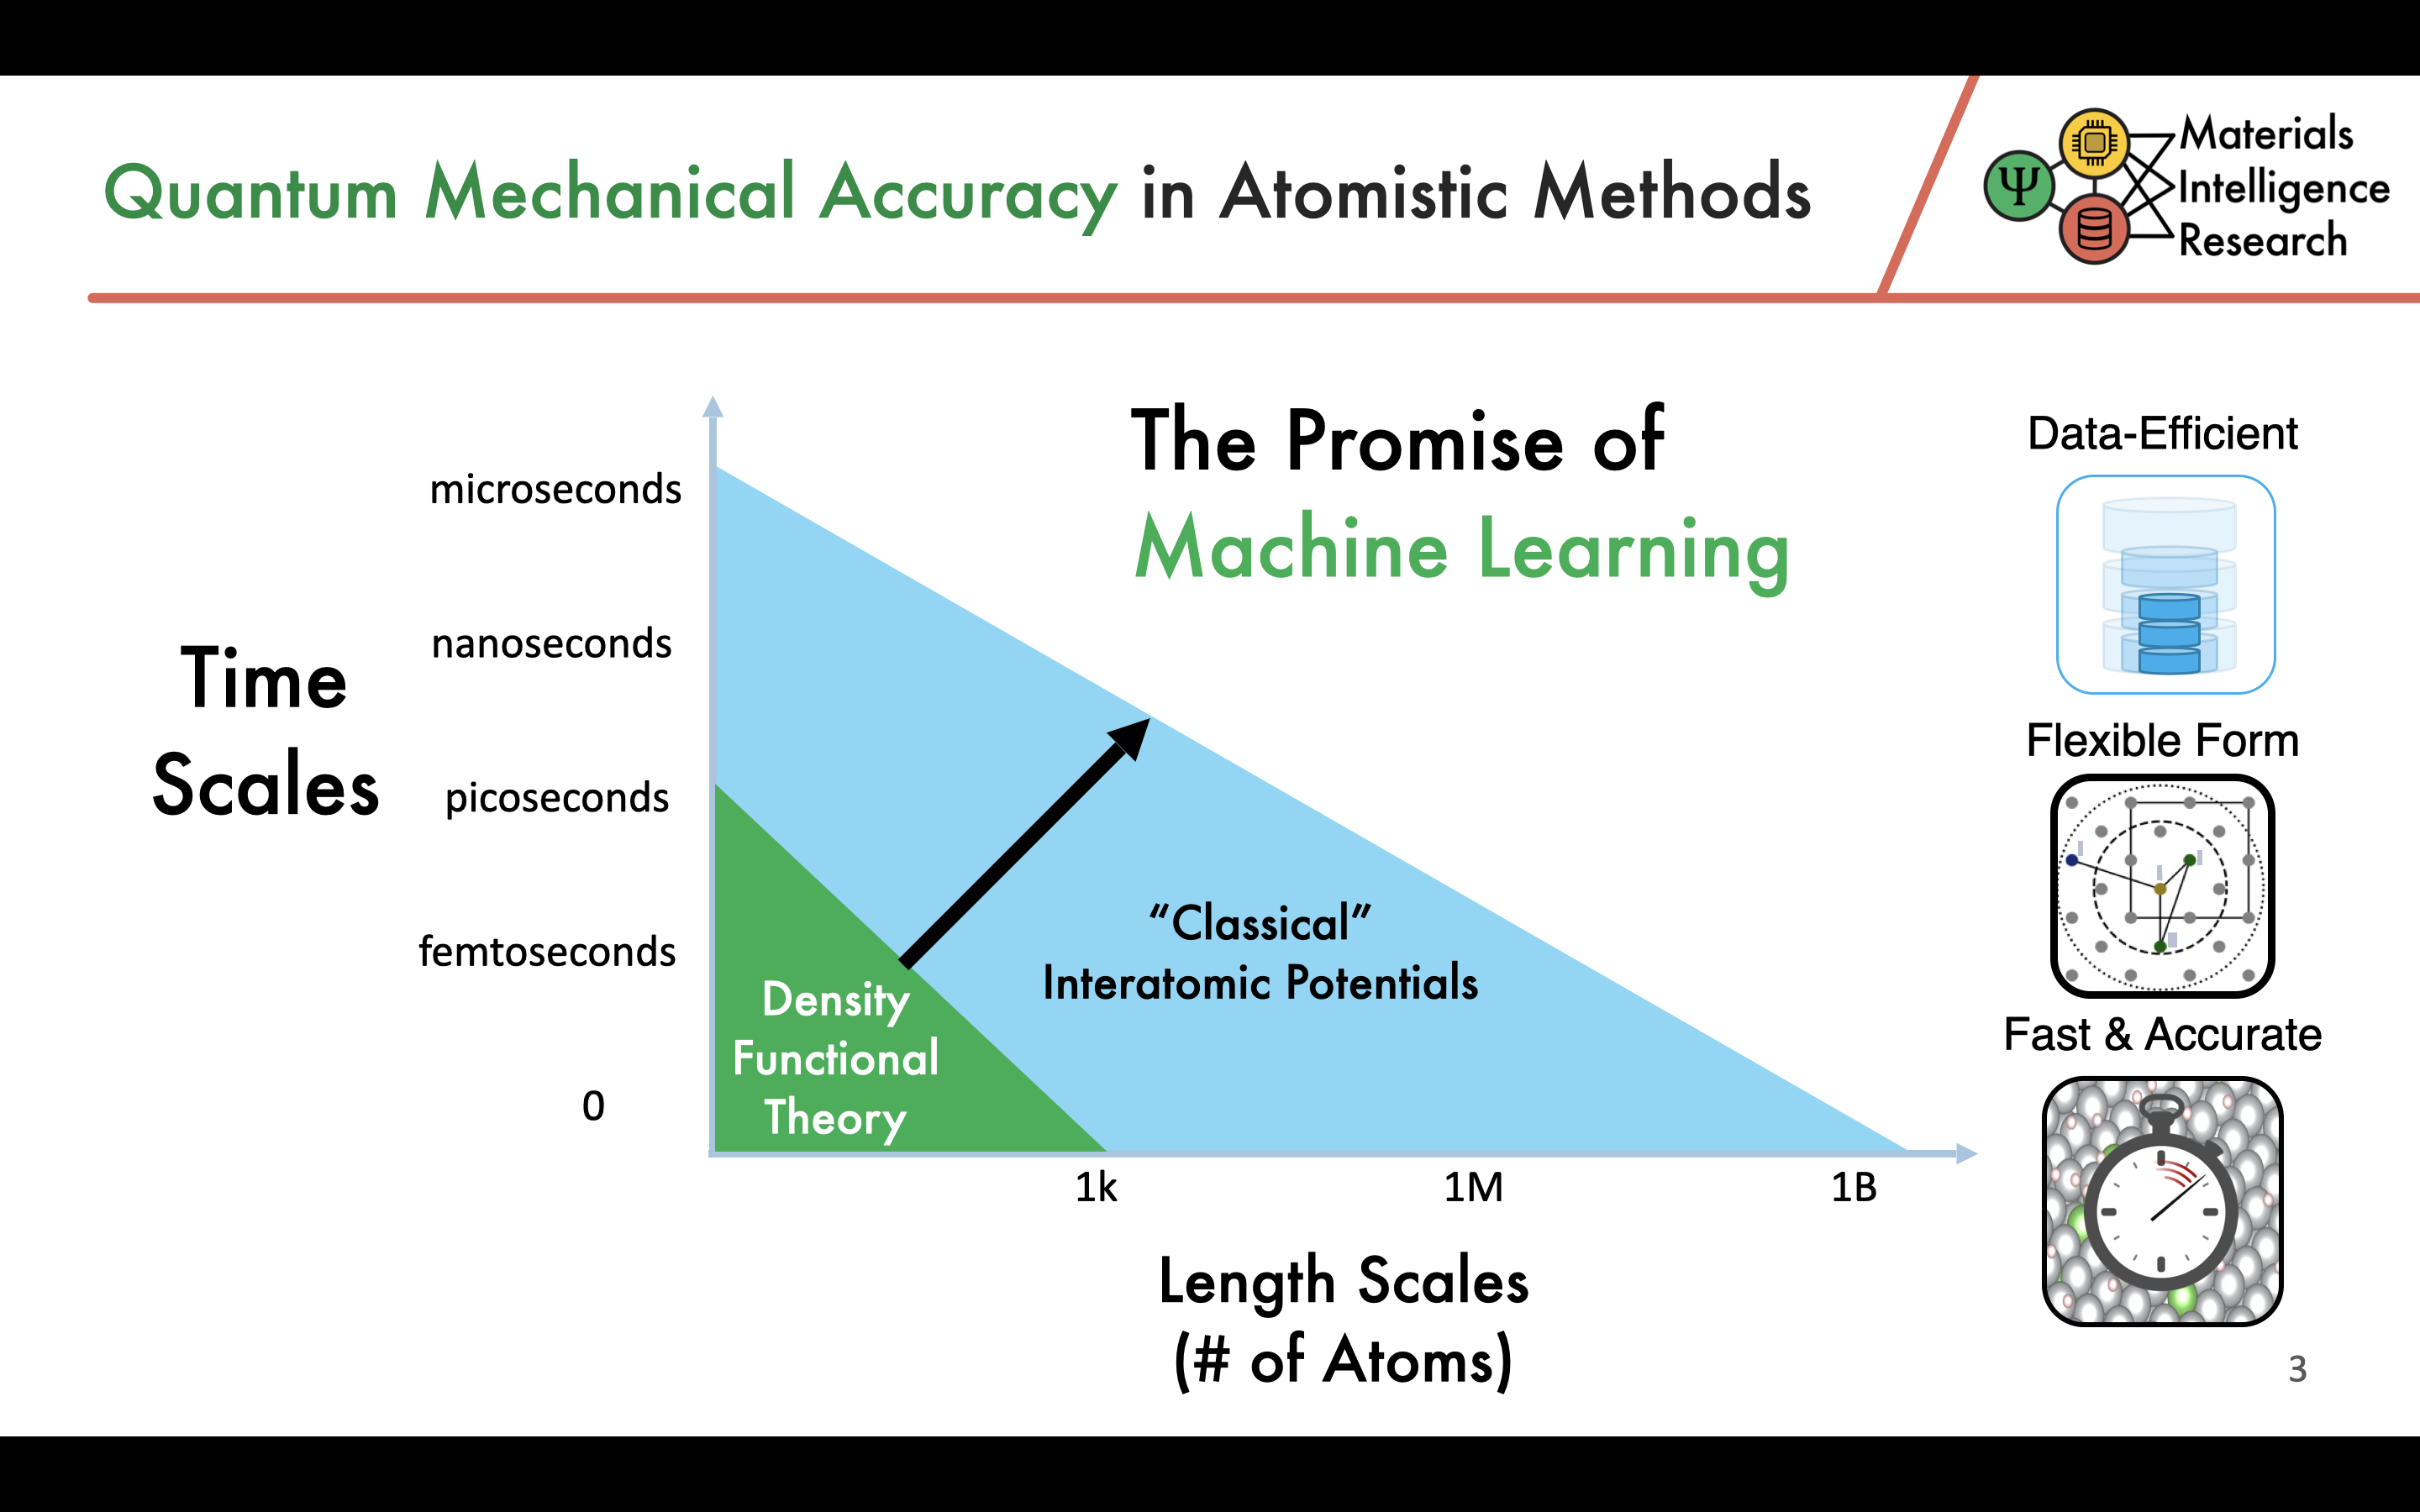 Quantum Mechanical Accuracy in Atomistic Methods
Materials
Intelligence
Research
Ψ
The Promise of
Machine Learning
Time
Scales
microseconds
nanoseconds
picoseconds
femtoseconds
0
Density
Functional
Theory
“Classical”
Interatomic Potentials
1k
1M
1B
Length Scales
(# of Atoms)
Data-Efficient
Flexible Form
Fast & Accurate
3